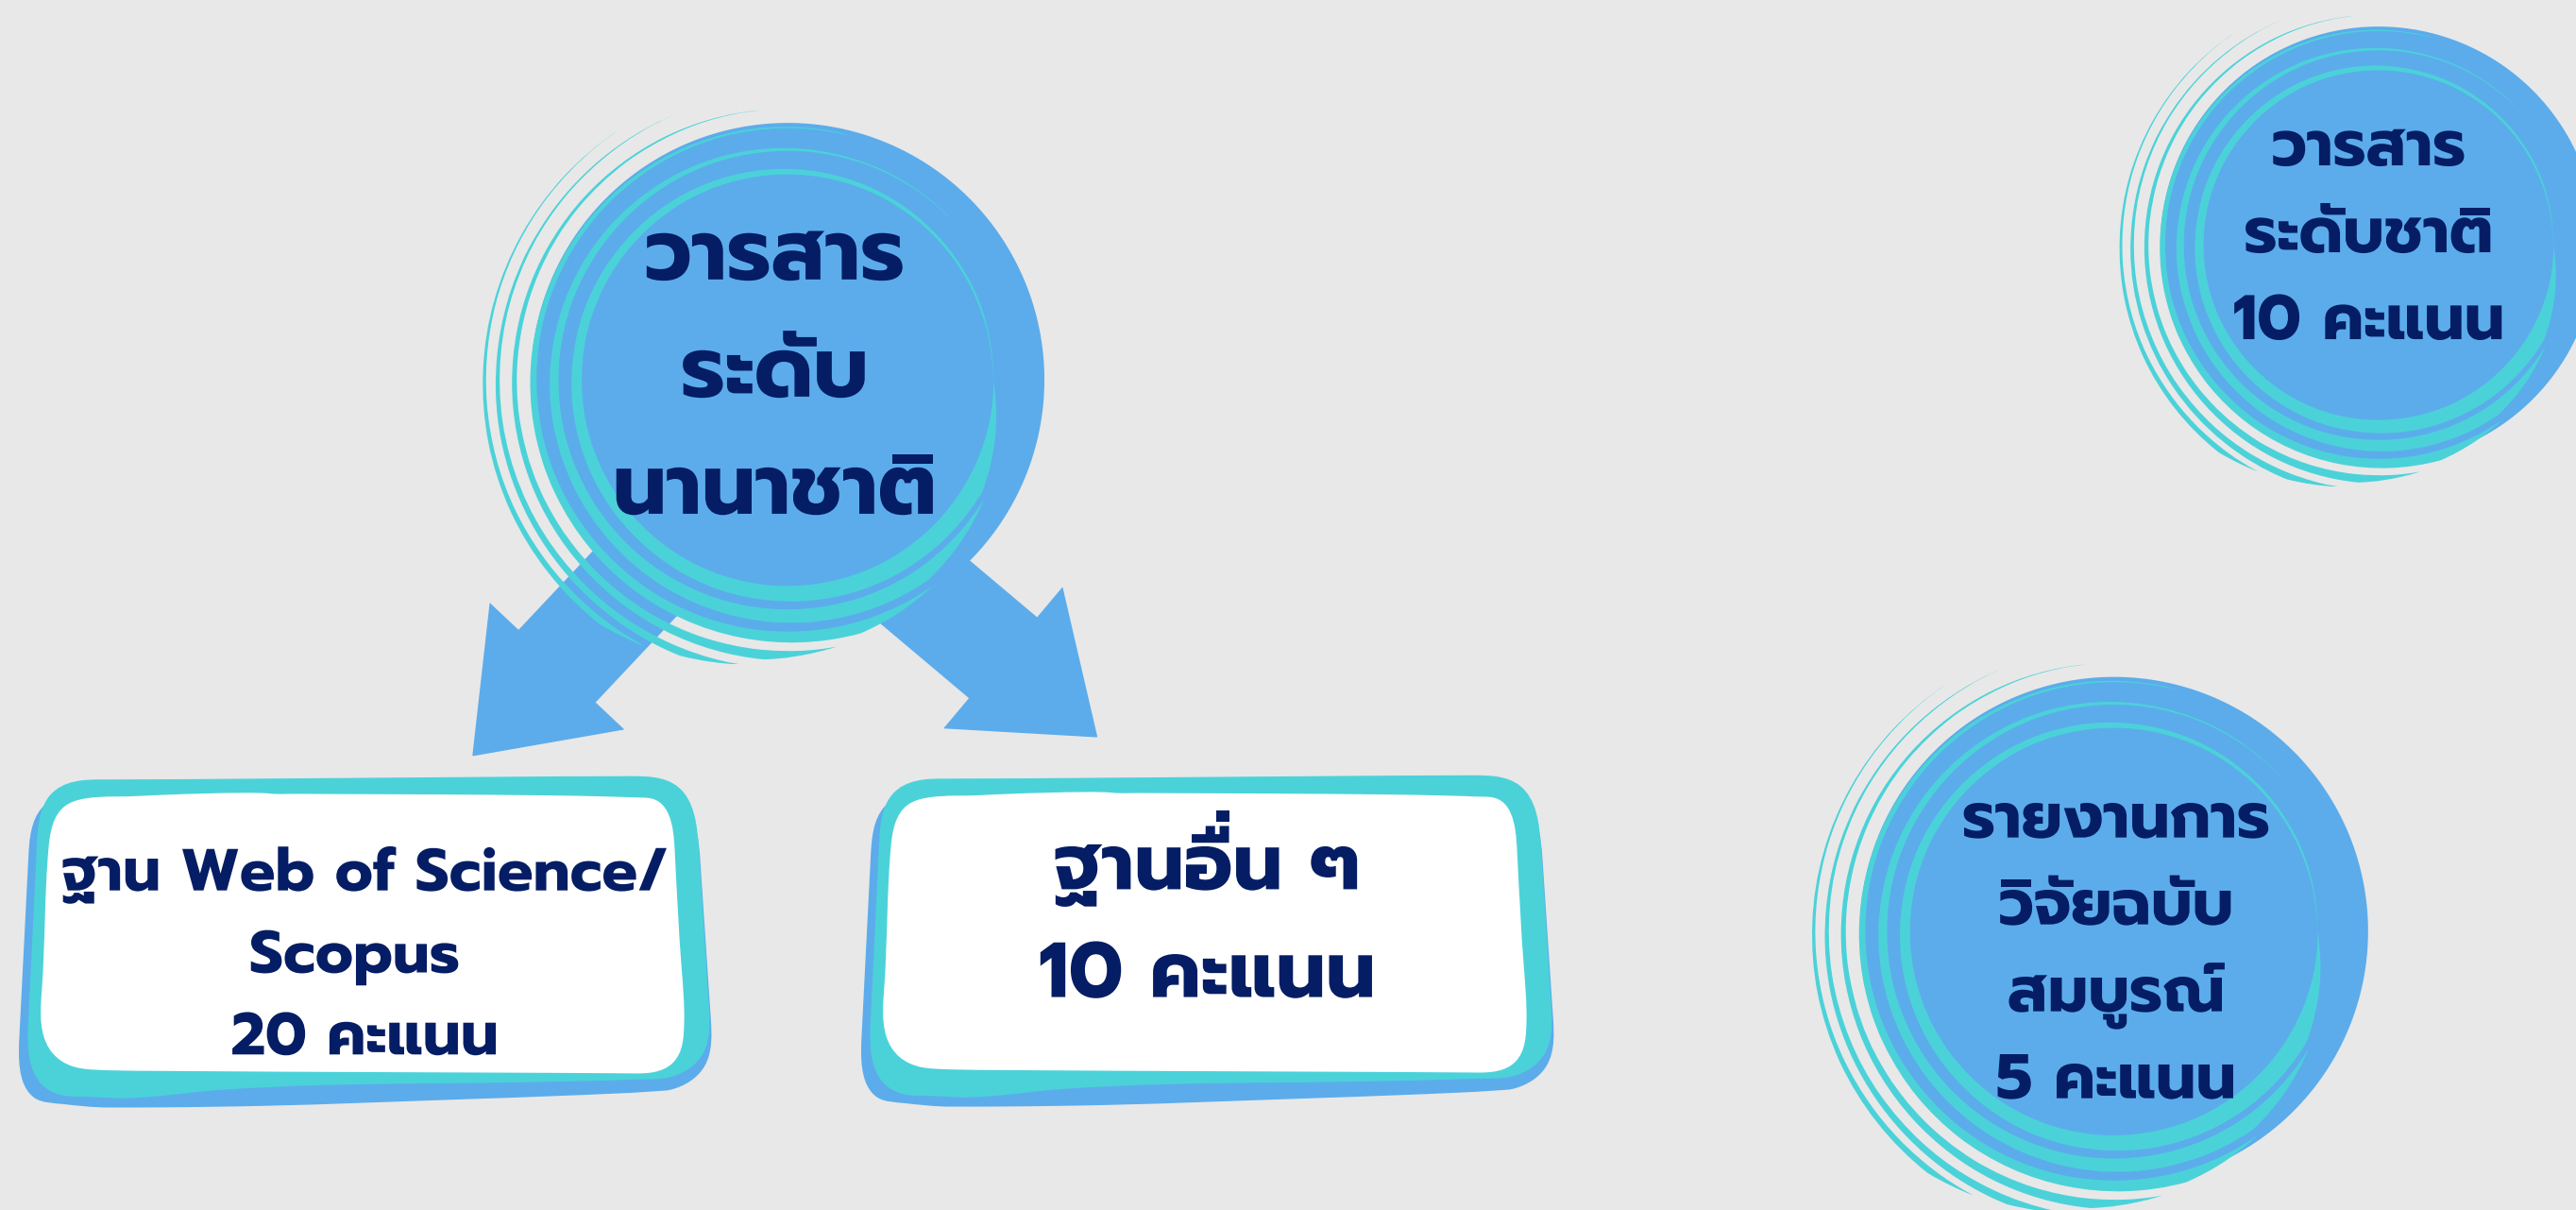 วารสาร
ระดับ
นานาชาติ
ฐาน Web of Science/
Scopus
20 คะแนน
ฐานอื่น ๆ
10 คะแนน
วารสาร
ระดับชาติ
10 คะแนน
รายงานการ
วิจัยฉบับ
สมบูรณ์
5 คะแนน